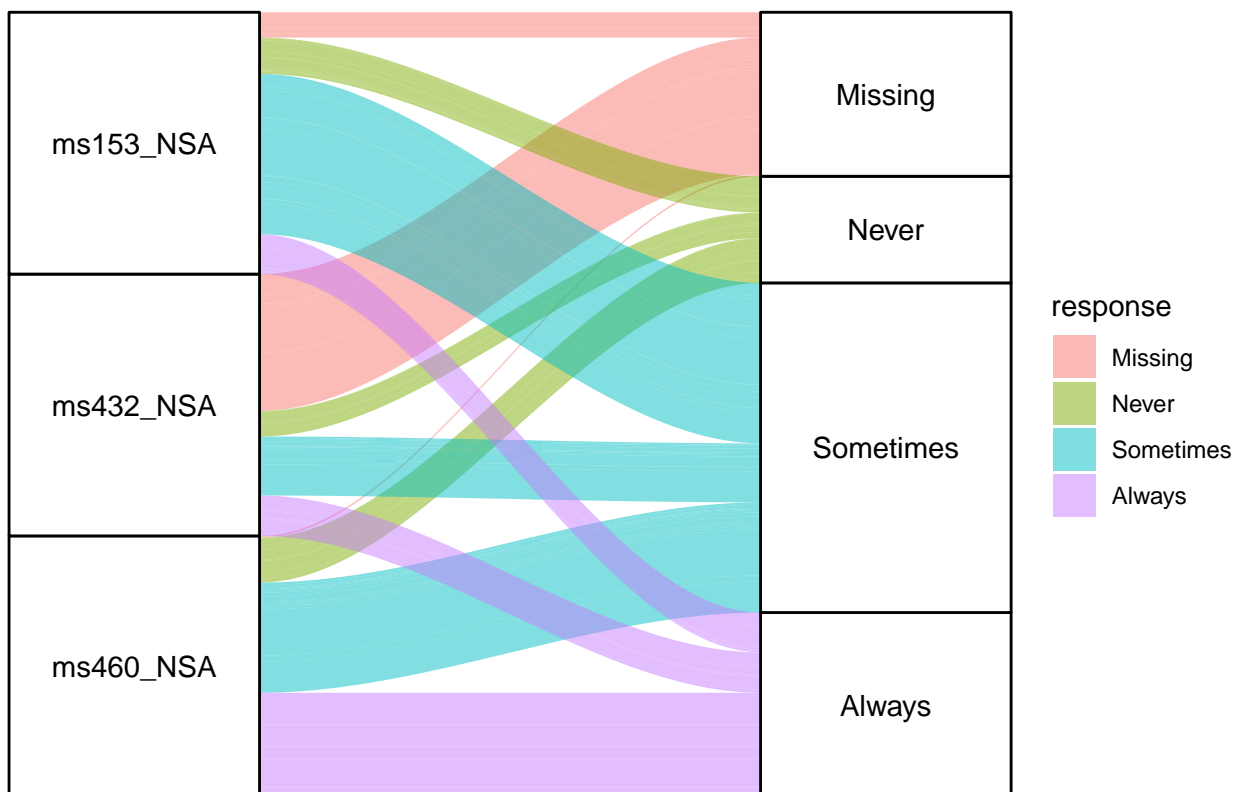 ms153_NSA
ms432_NSA
ms460_NSA
Missing
Never
Sometimes
Always
response
Missing
Never
Sometimes
Always